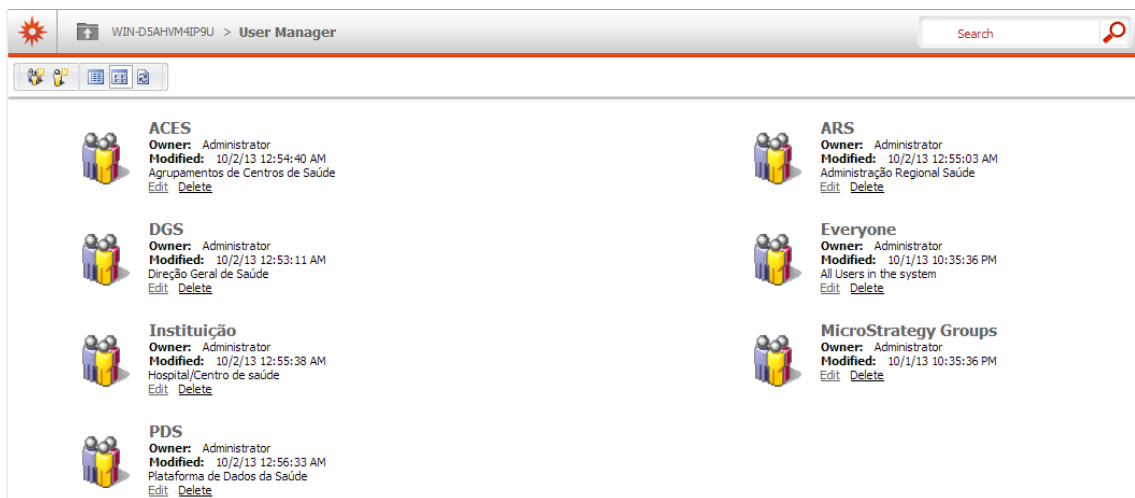 WIN-D5AHVM4IP9U > User Manager
Search
ACES
Owner: Administrator
Modified: 10/2/13 12:54:40 AM
Agrupamentos de Centros de Saúde
Edit Delete
ARS
Owner: Administrator
Modified: 10/2/13 12:55:03 AM
Administração Regional Saúde
Edit Delete
DGS
Owner: Administrator
Modified: 10/2/13 12:53:11 AM
Direção Geral de Saúde
Edit Delete
Everyone
Owner: Administrator
Modified: 10/1/13 10:35:36 PM
All Users in the system
Edit Delete
Instituição
Owner: Administrator
Modified: 10/2/13 12:55:38 AM
Hospital/Centro de saúde
Edit Delete
MicroStrategy Groups
Owner: Administrator
Modified: 10/1/13 10:35:36 PM
Edit Delete
PDS
Owner: Administrator
Modified: 10/2/13 12:56:33 AM
Plataforma de Dados da Saúde
Edit Delete